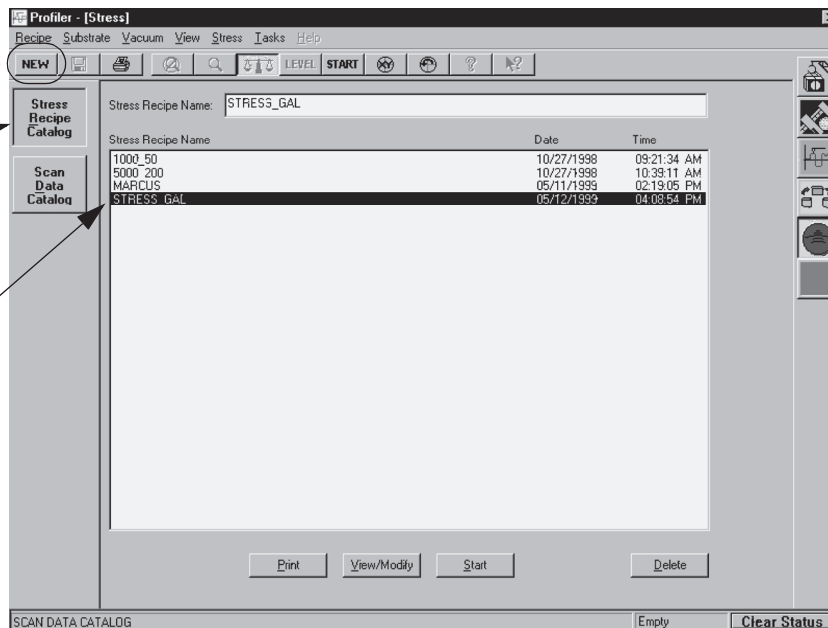 Profiler - [Stress]
Recipe Substrate Vacuum View Stress Tasks Help
NEW LEVEL START XY ? ?
Stress Recipe Catalog
Scan Data Catalog
Stress Recipe Name: STRESS_GAL
Stress Recipe Name Date Time
1000_50 10/27/1998 09:21:34 AM
5000_200 10/27/1998 10:39:11 AM
MARCUS 05/11/1999 02:19:05 PM
STRESS_GAL 05/12/1999 04:08:54 PM
Print View/Modify Start Delete
SCAN DATA CATALOG Empty Clear Status